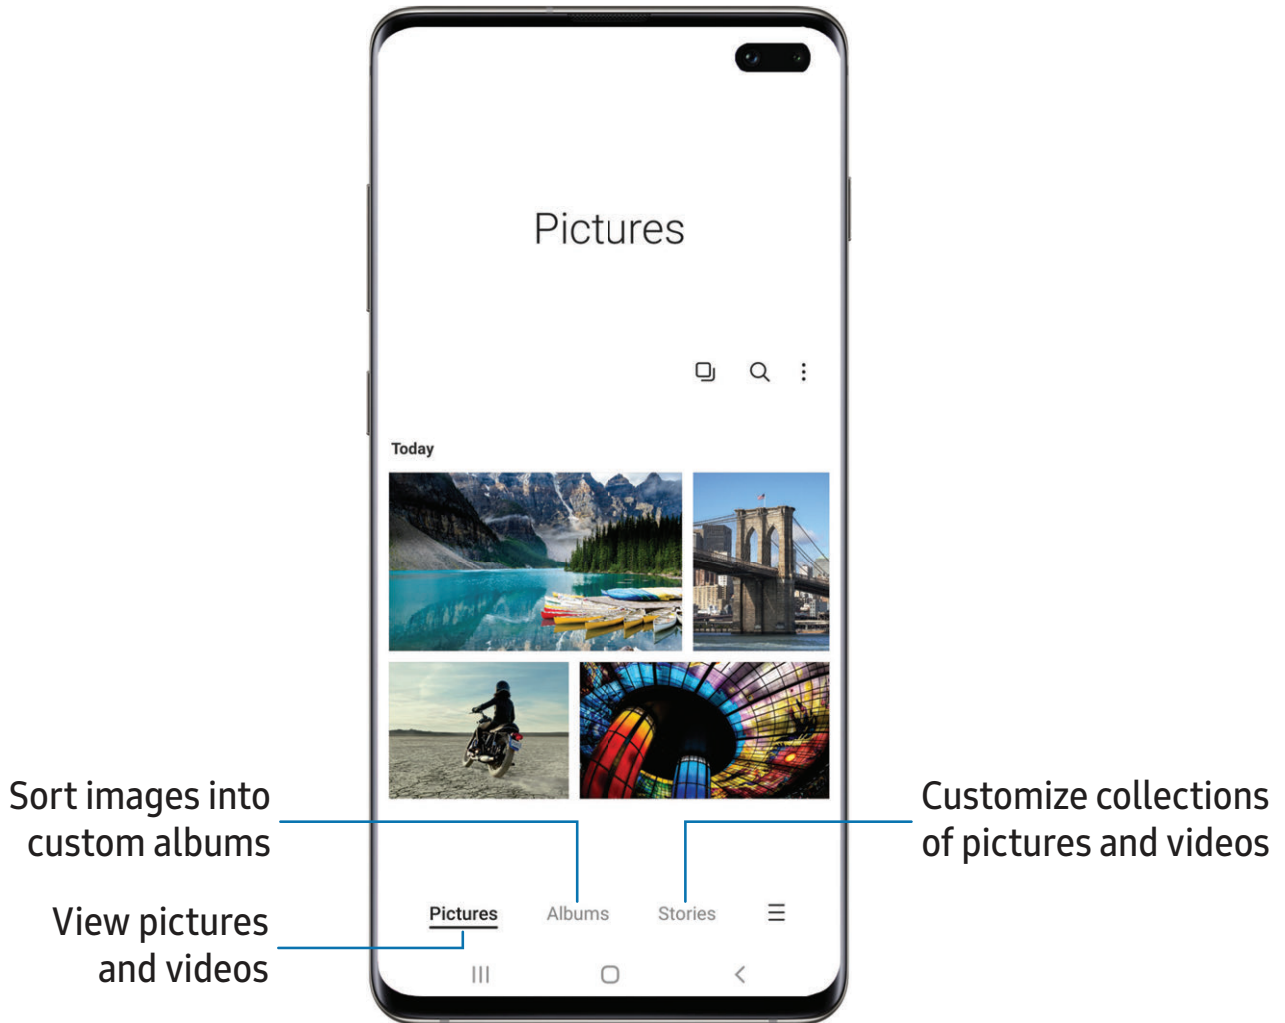 Pictures
Today
Sort images into
custom albums
Customize collections
of pictures and videos
View pictures
and videos
Pictures Albums Stories